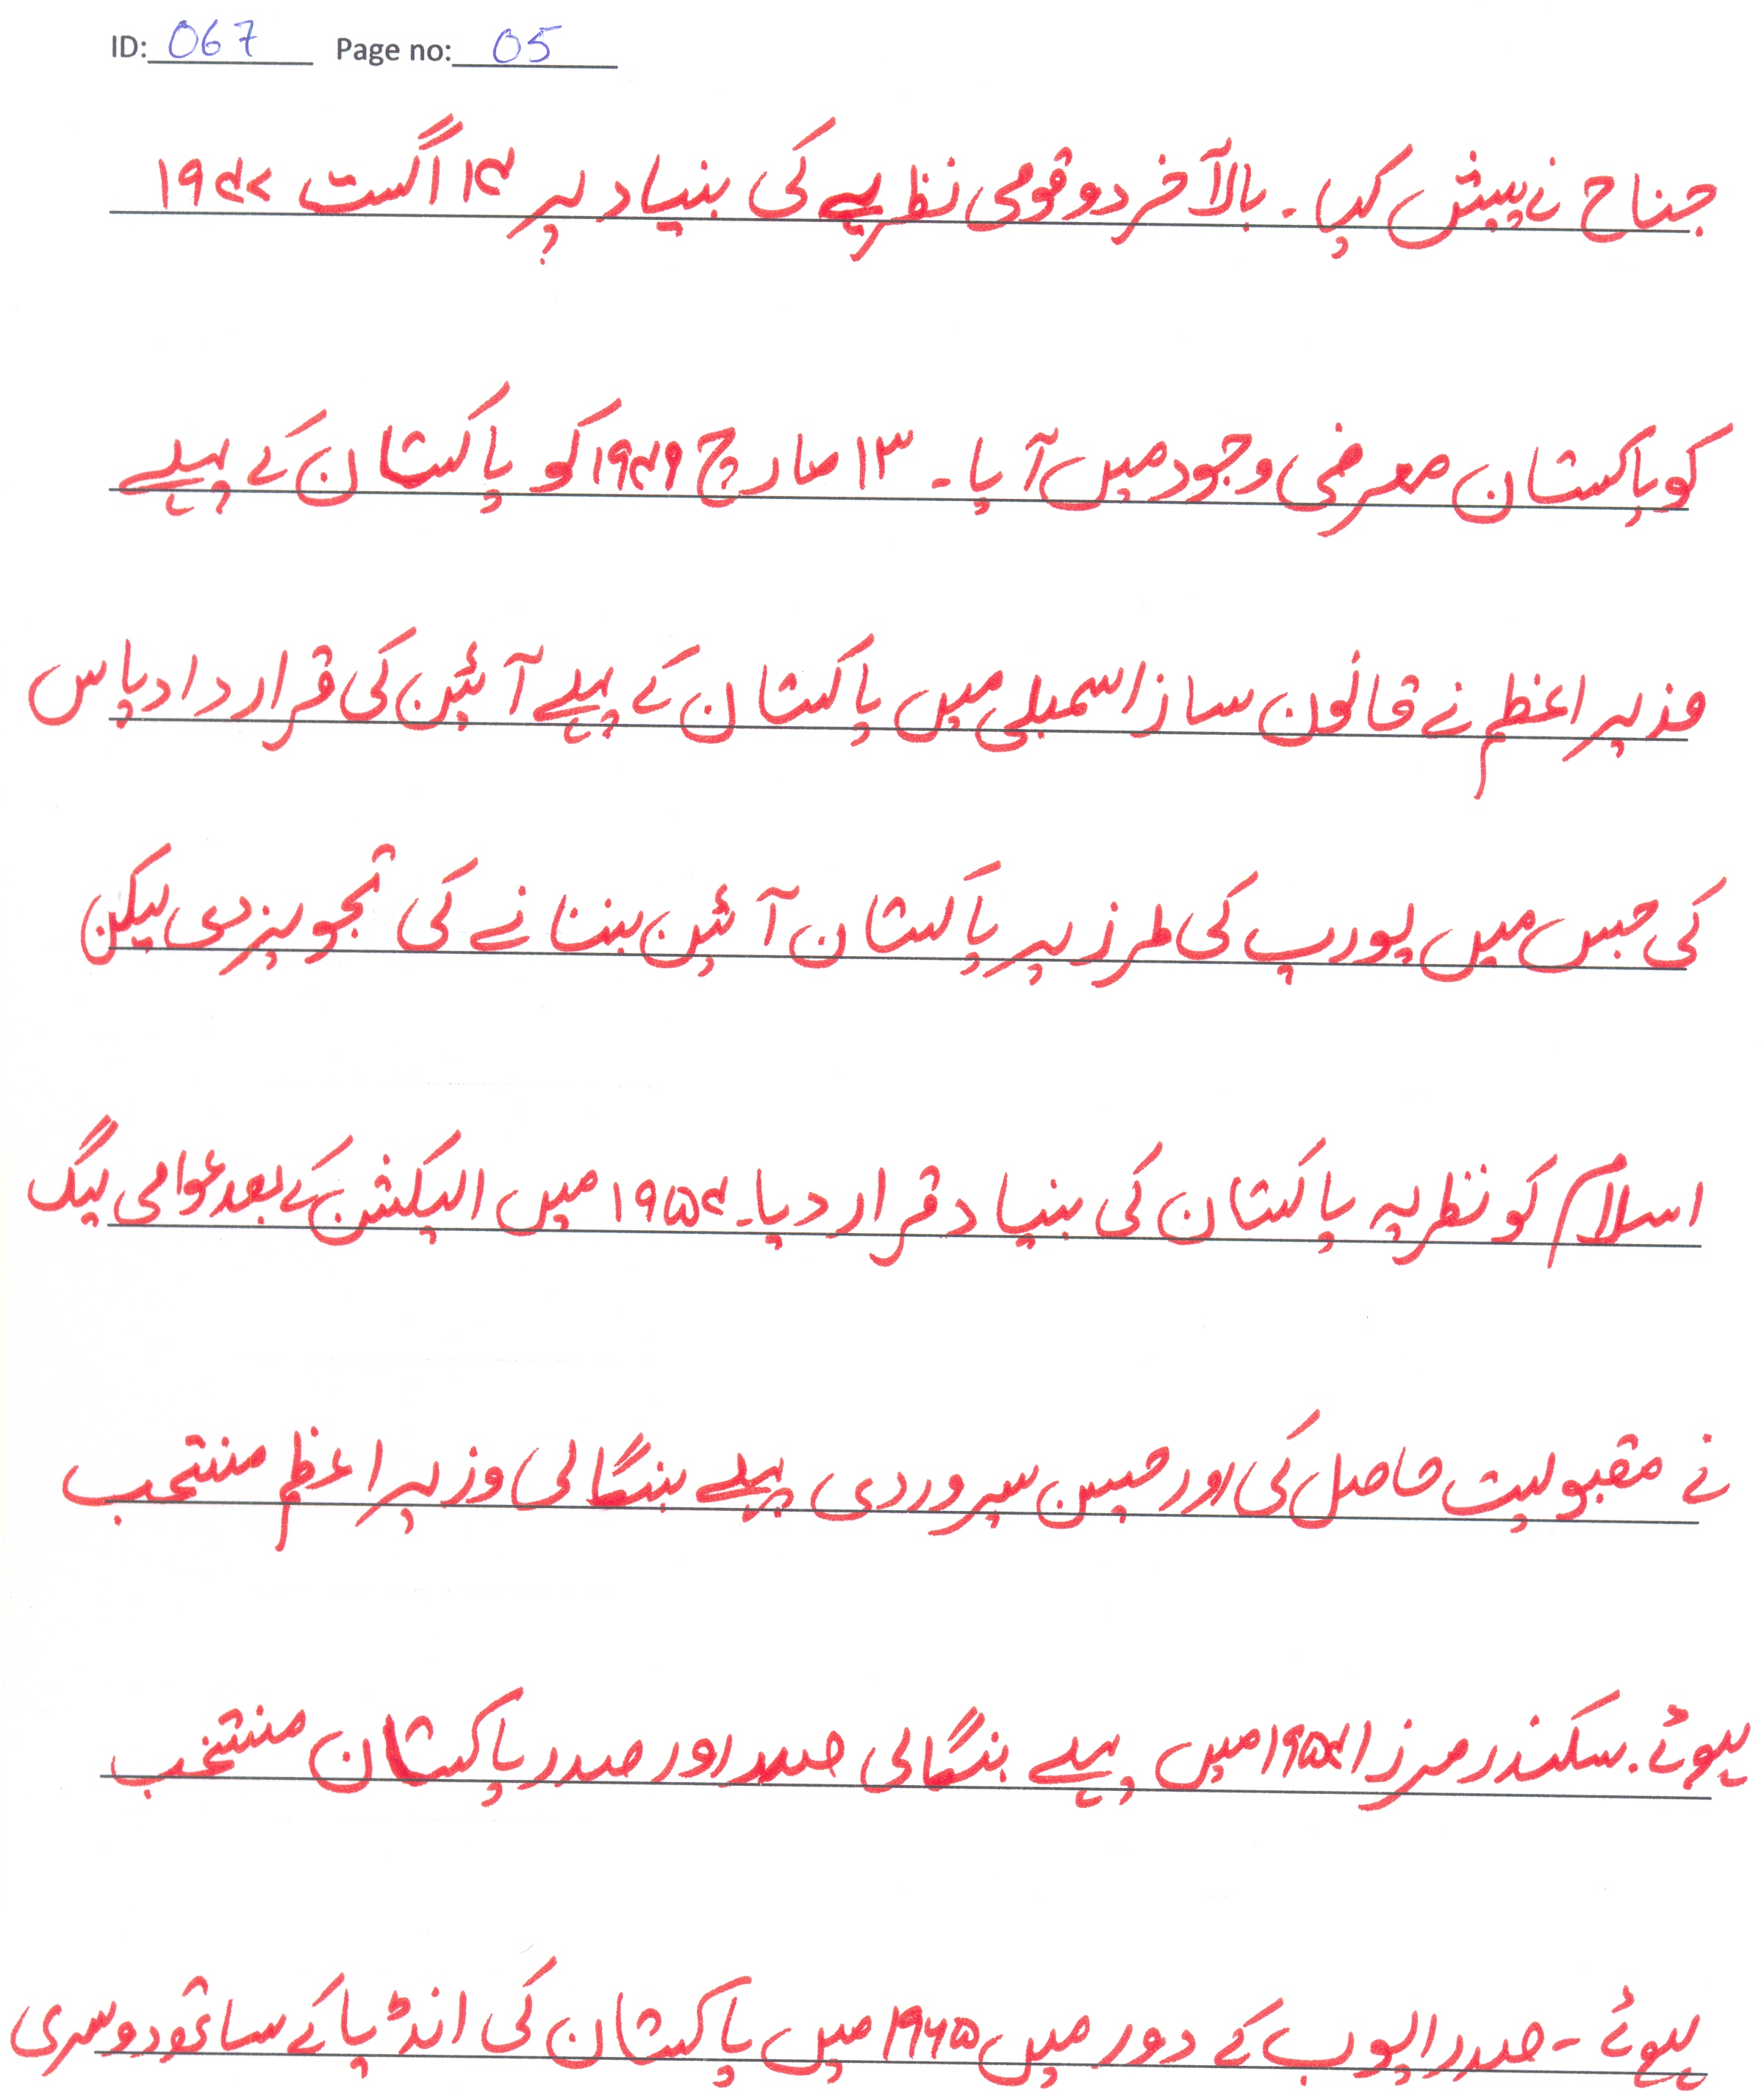 ID: 067 Page no: 05
جناح نے پیش کیا۔ بالآخر دو قومی نظریے کی بنیاد پر ۱۴ اگست ۱۹۴۷
کو پاکستان معرضی وجود میں آیا۔ ۱۳ مارچ ۱۹۴۹ کو پاکستان کے پہلے
وزیر اعظم نے قانون ساز اسمبلی میں پاکستان کے پہلے آئین کی قرارداد پاس
کی جس میں یورپ کی طرز پر پاکستان آئین بنانے کی تجویز دی لیکن
اسلام کو نظریہ پاکستان کی بنیاد قرار دیا۔ ۱۹۵۴ میں الیکشن کے بعد عوامی لیگ
نے مقبولیت حاصل کی اور حسین سہروردی پہلے بنگالی وزیر اعظم منتخب
ہوئے۔ سکندر مرزا ۱۹۵۴ میں پہلے بنگالی صدر اور صدر پاکستان منتخب
ہوئے۔ صدر ایوب کے دور میں ۱۹۶۵ میں پاکستان کی انڈیا کے ساتھ دوسری